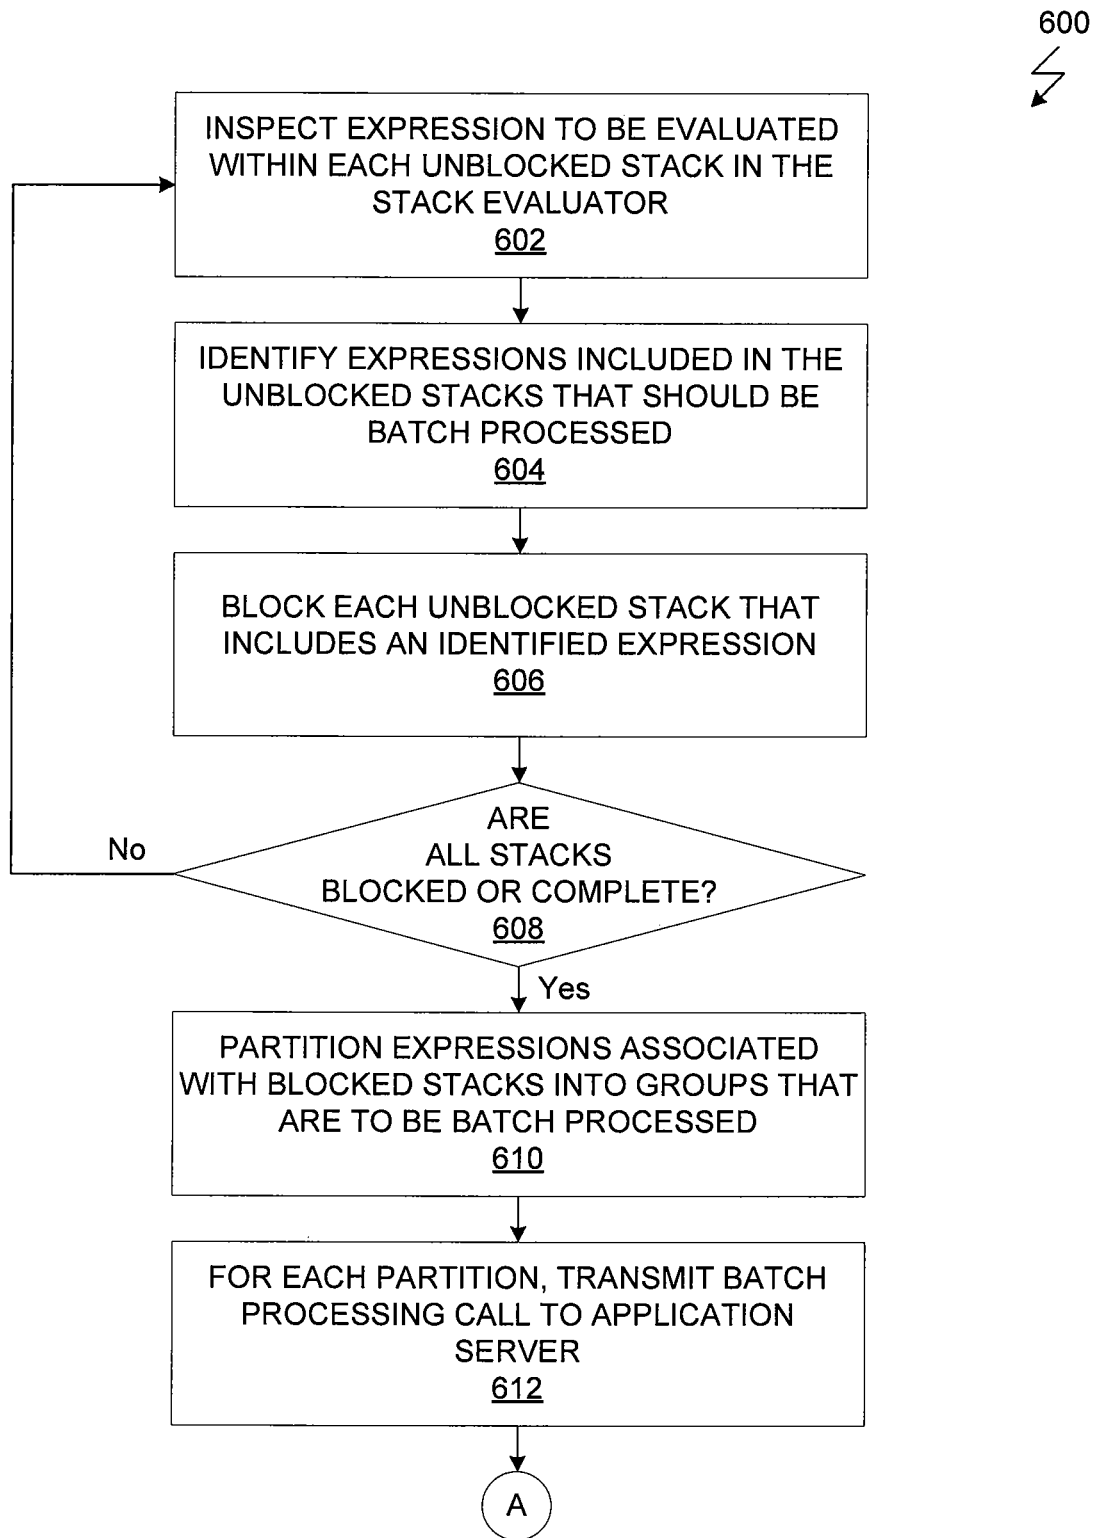 600
INSPECT EXPRESSION TO BE EVALUATED
WITHIN EACH UNBLOCKED STACK IN THE
STACK EVALUATOR
602
IDENTIFY EXPRESSIONS INCLUDED IN THE
UNBLOCKED STACKS THAT SHOULD BE
BATCH PROCESSED
604
BLOCK EACH UNBLOCKED STACK THAT
INCLUDES AN IDENTIFIED EXPRESSION
606
ARE
ALL STACKS
BLOCKED OR COMPLETE?
608
No
Yes
PARTITION EXPRESSIONS ASSOCIATED
WITH BLOCKED STACKS INTO GROUPS THAT
ARE TO BE BATCH PROCESSED
610
FOR EACH PARTITION, TRANSMIT BATCH
PROCESSING CALL TO APPLICATION
SERVER
612
A